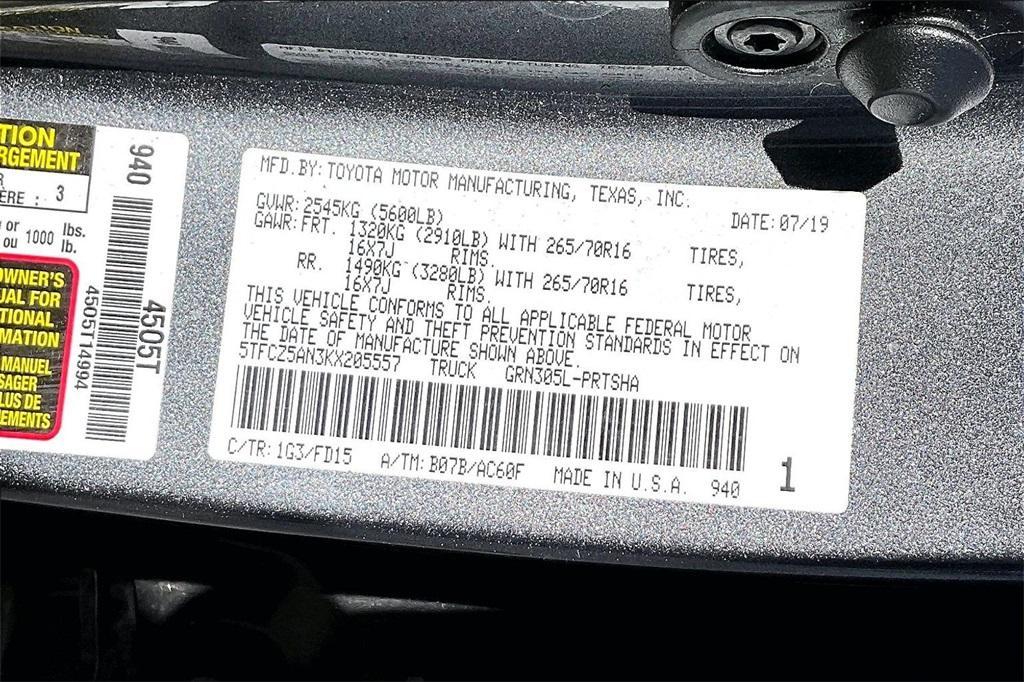 TION
RGEMENT
R
ERE : 3
y or 1000 lbs.
ou lb.
OWNER'S
UAL FOR
TIONAL
MATION
MANUEL
SAGER
LUS DE
EMENTS
940
4505T
4505T14994
MFD.BY:TOYOTA MOTOR MANUFACTURING, TEXAS, INC.
GVWR:2545KG (5600LB) DATE:07/19
GAWR:FRT. 1320KG (2910LB) WITH 265/70R16 TIRES,
16X7J RIMS.
RR. 1490KG (3280LB) WITH 265/70R16 TIRES,
16X7J RIMS.
THIS VEHICLE CONFORMS TO ALL APPLICABLE FEDERAL MOTOR
VEHICLE SAFETY AND THEFT PREVENTION STANDARDS IN EFFECT ON
THE DATE OF MANUFACTURE SHOWN ABOVE.
5TFCZ5AN3KX205557 TRUCK GRN305L-PRTSHA
C/TR:1G3/FD15 A/TM:B07B/AC60F MADE IN U.S.A. 940
1